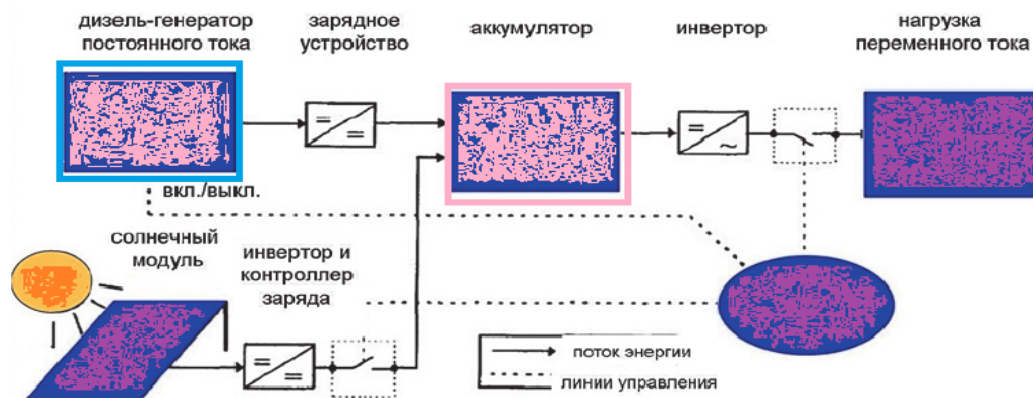 дизель-генератор
постоянного тока
зарядное
устройство
аккумулятор
инвертор
нагрузка
переменного тока
вкл./выкл.
солнечный
модуль
инвертор и
контроллер
заряда
поток энергии
линии управления